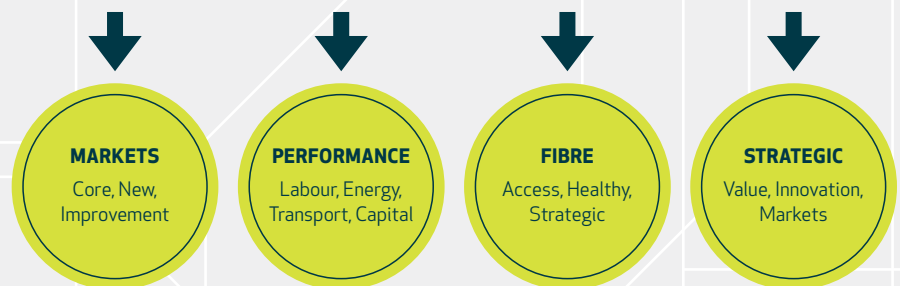 MARKETS
Core, New,
Improvement
PERFORMANCE
Labour, Energy,
Transport, Capital
FIBRE
Access, Healthy,
Strategic
STRATEGIC
Value, Innovation,
Markets